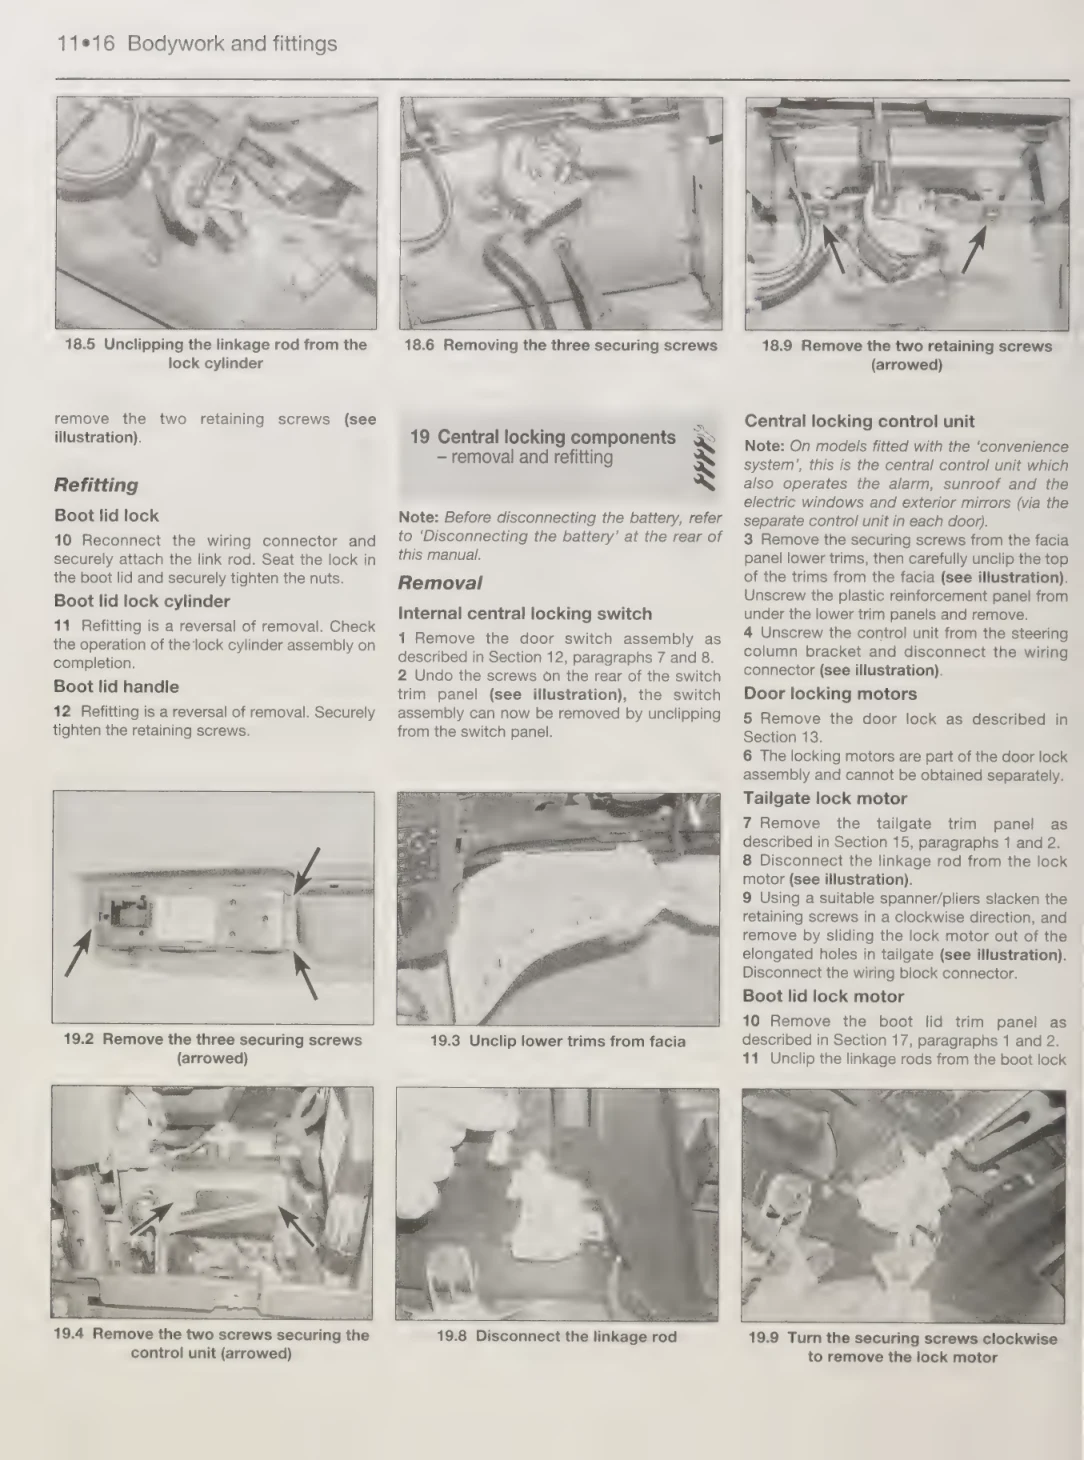 11•16 Bodywork and fittings
18.5 Unclipping the linkage rod from the
lock cylinder
18.6 Removing the three securing screws
18.9 Remove the two retaining screws
(arrowed)
remove the two retaining screws (see
illustration).
Refitting
Boot lid lock
10 Reconnect the wiring connector and
securely attach the link rod. Seat the lock in
the boot lid and securely tighten the nuts.
Boot lid lock cylinder
11 Refitting is a reversal of removal. Check
the operation of the lock cylinder assembly on
completion.
Boot lid handle
12 Refitting is a reversal of removal. Securely
tighten the retaining screws.
19 Central locking components
– removal and refitting
Note: Before disconnecting the battery, refer
to 'Disconnecting the battery' at the rear of
this manual.
Removal
Internal central locking switch
1 Remove the door switch assembly as
described in Section 12, paragraphs 7 and 8.
2 Undo the screws on the rear of the switch
trim panel (see illustration), the switch
assembly can now be removed by unclipping
from the switch panel.
Central locking control unit
Note: On models fitted with the 'convenience
system', this is the central control unit which
also operates the alarm, sunroof and the
electric windows and exterior mirrors (via the
separate control unit in each door).
3 Remove the securing screws from the facia
panel lower trims, then carefully unclip the top
of the trims from the facia (see illustration).
Unscrew the plastic reinforcement panel from
under the lower trim panels and remove.
4 Unscrew the control unit from the steering
column bracket and disconnect the wiring
connector (see illustration).
Door locking motors
5 Remove the door lock as described in
Section 13.
6 The locking motors are part of the door lock
assembly and cannot be obtained separately.
Tailgate lock motor
7 Remove the tailgate trim panel as
described in Section 15, paragraphs 1 and 2.
8 Disconnect the linkage rod from the lock
motor (see illustration).
9 Using a suitable spanner/pliers slacken the
retaining screws in a clockwise direction, and
remove by sliding the lock motor out of the
elongated holes in tailgate (see illustration).
Disconnect the wiring block connector.
Boot lid lock motor
10 Remove the boot lid trim panel as
described in Section 17, paragraphs 1 and 2.
11 Unclip the linkage rods from the boot lock
19.2 Remove the three securing screws
(arrowed)
19.3 Unclip lower trims from facia
19.4 Remove the two screws securing the
control unit (arrowed)
19.8 Disconnect the linkage rod
19.9 Turn the securing screws clockwise
to remove the lock motor